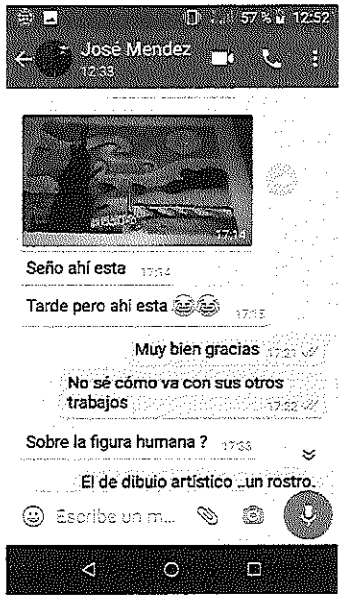 57 % 12:52
José Mendez
12:33
17:14
Seño ahí esta 17:14
Tarde pero ahi esta 😂😂 17:15
Muy bien gracias 17:21
No sé cómo va con sus otros
trabajos 17:22
Sobre la figura humana ? 17:33
El de dibujo artístico ..un rostro.
Escribe un m...